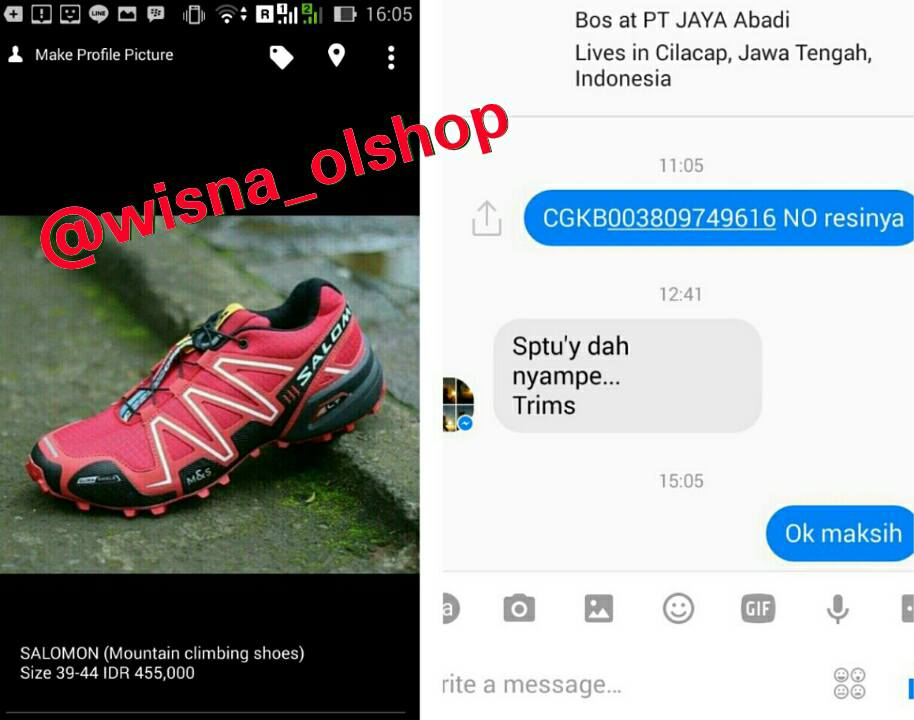 16:05
Make Profile Picture
@wisna_olshop
SALOMON
M&S
SALOMON (Mountain climbing shoes)
Size 39-44 IDR 455,000
Bos at PT JAYA Abadi
Lives in Cilacap, Jawa Tengah,
Indonesia
11:05
CGKB003809749616 NO resinya
12:41
Sptu'y dah
nyampe...
Trims
15:05
Ok maksih
GIF
rite a message...